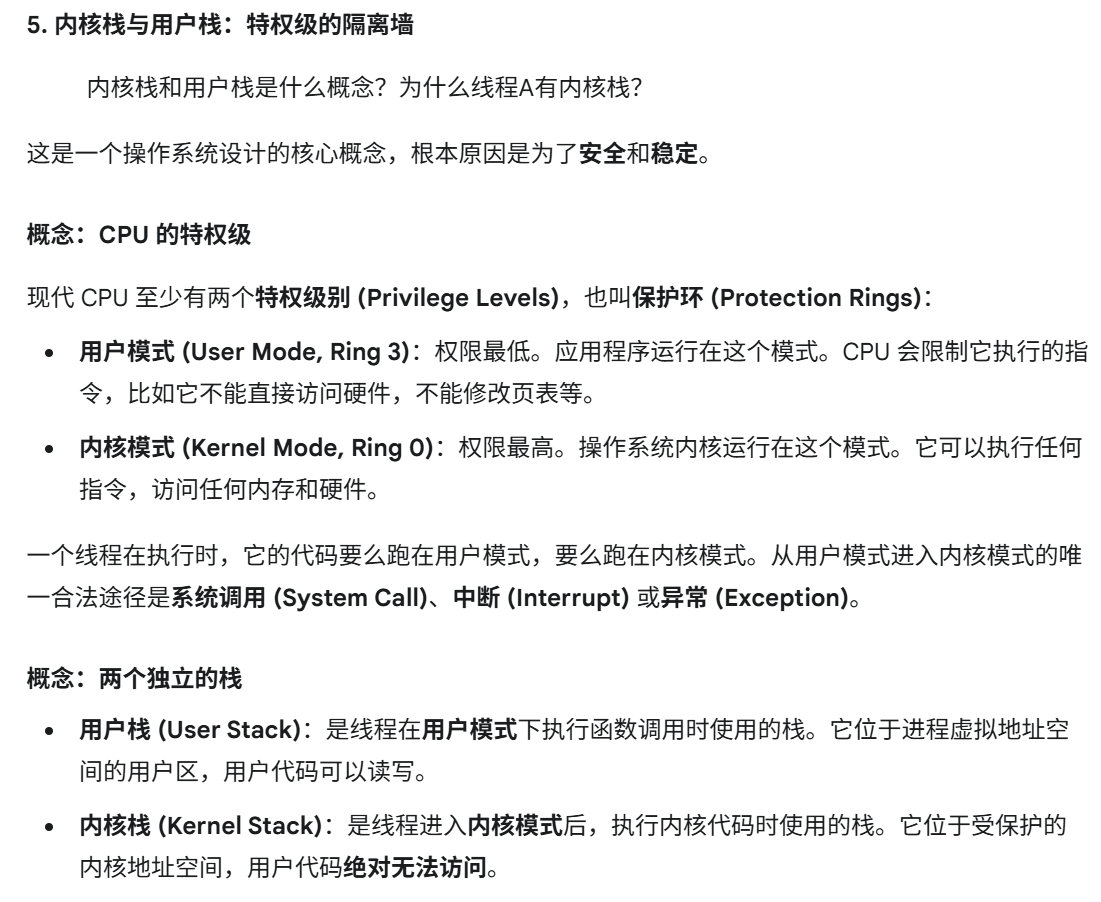 5. 内核栈与用户栈：特权级的隔离墙
内核栈和用户栈是什么概念？为什么线程A有内核栈？
这是一个操作系统设计的核心概念，根本原因是为了安全和稳定。
概念：CPU 的特权级
现代 CPU 至少有两个特权级别 (Privilege Levels)，也叫保护环 (Protection Rings)：
• 用户模式 (User Mode, Ring 3)：权限最低。应用程序运行在这个模式。CPU 会限制它执行的指
令，比如它不能直接访问硬件，不能修改页表等。
• 内核模式 (Kernel Mode, Ring 0)：权限最高。操作系统内核运行在这个模式。它可以执行任何
指令，访问任何内存和硬件。
一个线程在执行时，它的代码要么跑在用户模式，要么跑在内核模式。从用户模式进入内核模式的唯
一合法途径是系统调用 (System Call)、中断 (Interrupt) 或异常 (Exception)。
概念：两个独立的栈
• 用户栈 (User Stack)：是线程在用户模式下执行函数调用时使用的栈。它位于进程虚拟地址空
间的用户区，用户代码可以读写。
• 内核栈 (Kernel Stack)：是线程进入内核模式后，执行内核代码时使用的栈。它位于受保护的
内核地址空间，用户代码绝对无法访问。